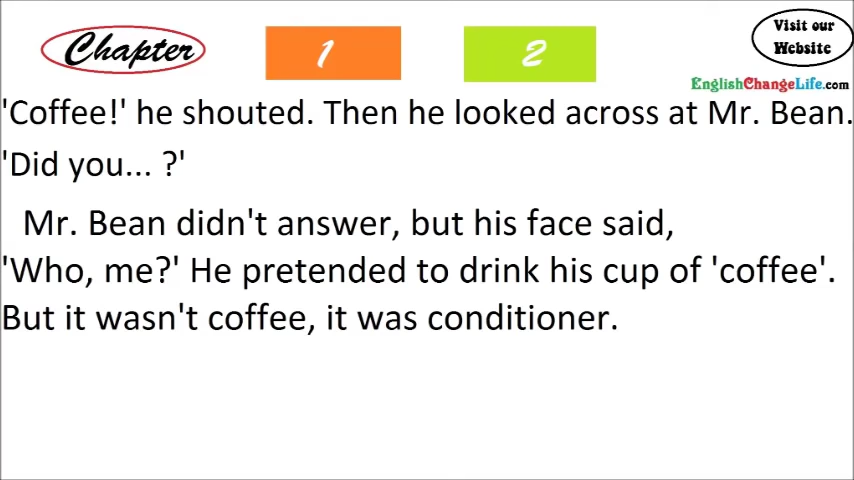 Chapter 1 2
Visit our
Website
EnglishChangeLife.com
'Coffee!' he shouted. Then he looked across at Mr. Bean.
'Did you... ?'
Mr. Bean didn't answer, but his face said,
'Who, me?' He pretended to drink his cup of 'coffee'.
But it wasn't coffee, it was conditioner.